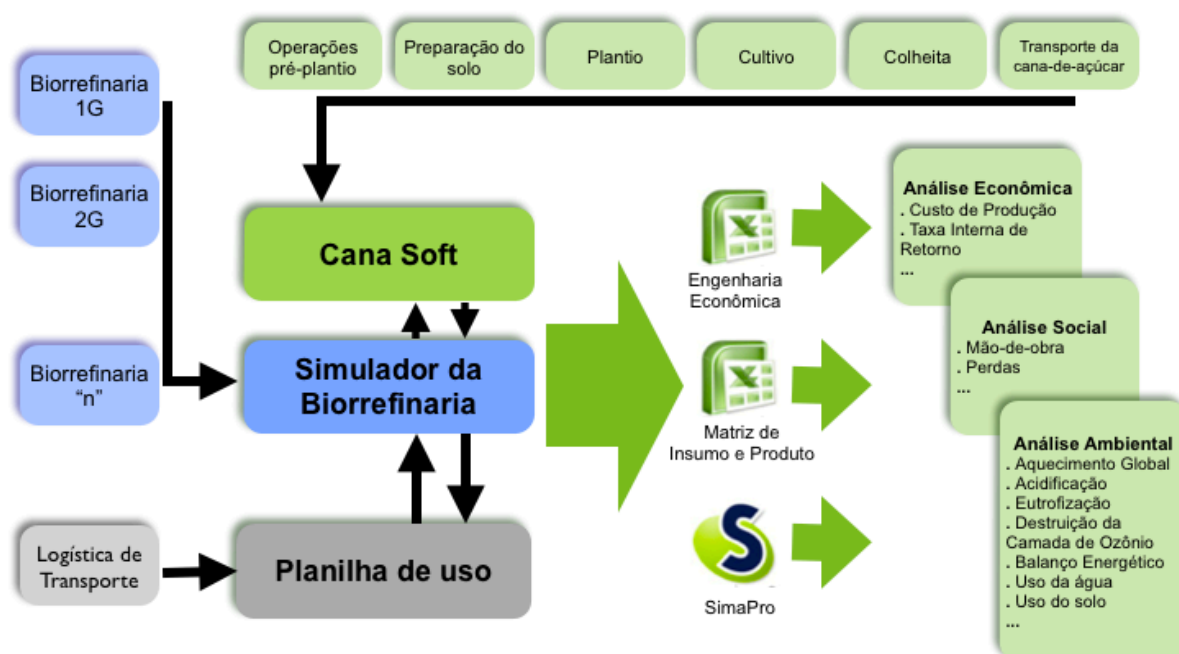 Operações
pré-plantio
Preparação do
solo
Plantio
Cultivo
Colheita
Transporte da
cana-de-açúcar
Biorrefinaria
1G
Biorrefinaria
2G
Biorrefinaria
“n”
Logística de
Transporte
Cana Soft
Simulador da
Biorrefinaria
Planilha de uso
Engenharia
Econômica
Matriz de
Insumo e Produto
SimaPro
Análise Econômica
. Custo de Produção
. Taxa Interna de
Retorno
...
Análise Social
. Mão-de-obra
. Perdas
...
Análise Ambiental
. Aquecimento Global
. Acidificação
. Eutrofização
. Destruição da
Camada de Ozônio
. Balanço Energético
. Uso da água
. Uso do solo
...